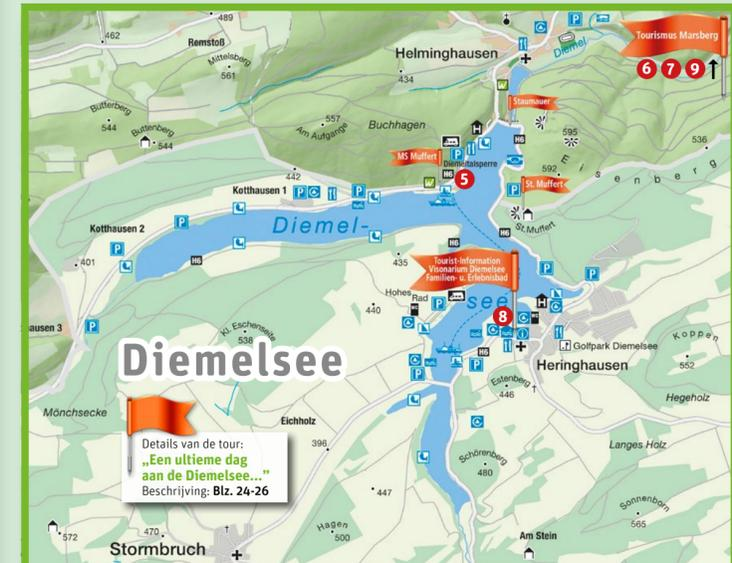 489
462
Remstoß
Mittelsberg
561
Helminghausen
434
Diemel
Tourismus Marsberg
6 7 9
Staumauer
Butterberg
544
Buttenberg
544
557
Am Aufgange
Buchhagen
H6
595
536
MS Muffert
Diemeltalsperre
H6
5
592
Eisenberg
442
St. Muffert
Kotthausen 1
St. Muffert
Kotthausen 2
Diemel-
H6
H6
H6
401
435
Tourist-Information
Visonarium Diemelsee
Familien- u. Erlebnisbad
Hohes
Rad
440
see
8
ausen 3
Kl. Eschenseite
538
Golfpark Diemelsee
Koppen
552
Diemelsee
H6
Heringhausen
Estenberg
446
Hegeholz
Mönchsecke
Details van de tour:
„Een ultieme dag
aan de Diemelsee...”
Beschrijving: Blz. 24-26
Eichholz
396
Langes Holz
Schörenberg
480
447
Sonnenborn
565
572
470
Stormbruch
Hagen
500
Am Stein